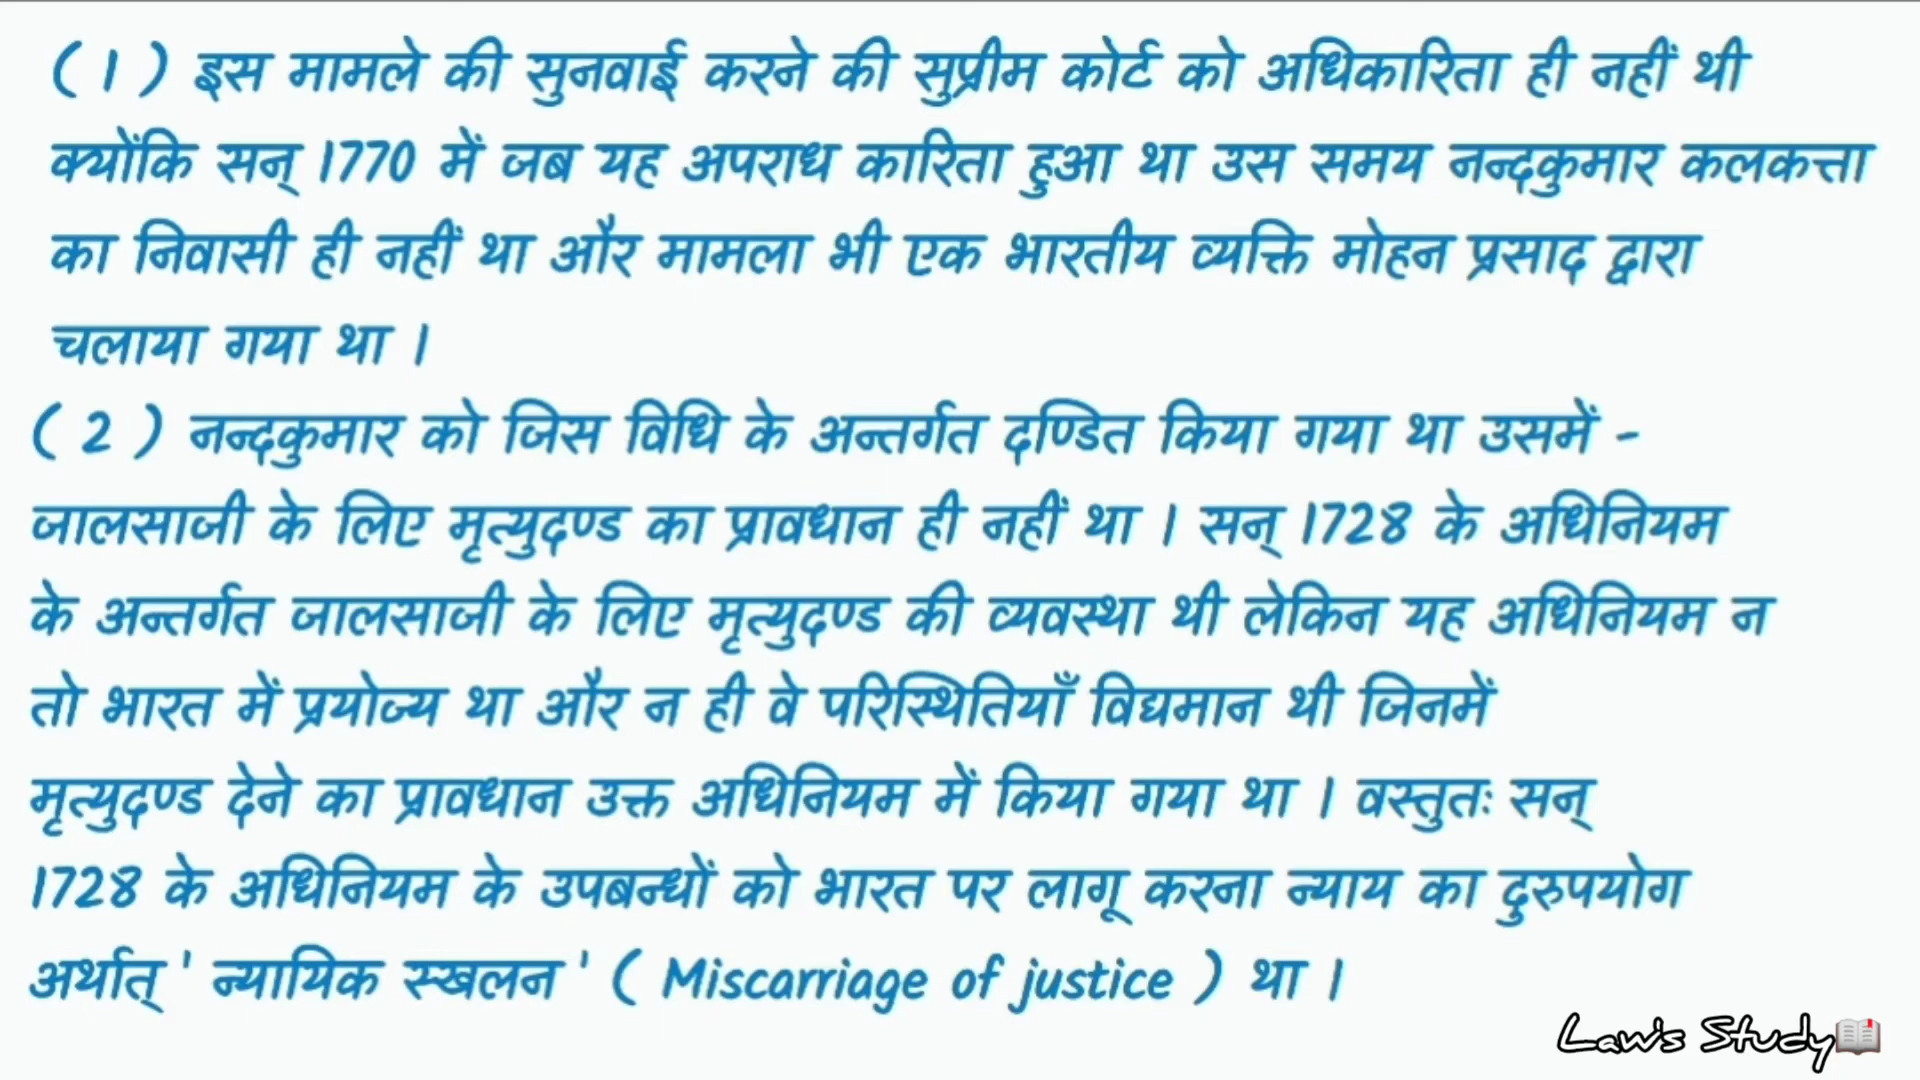 ( 1 ) इस मामले की सुनवाई करने की सुप्रीम कोर्ट को अधिकारिता ही नहीं थी
क्योंकि सन् 1770 में जब यह अपराध कारिता हुआ था उस समय नन्दकुमार कलकत्ता
का निवासी ही नहीं था और मामला भी एक भारतीय व्यक्ति मोहन प्रसाद द्वारा
चलाया गया था ।
( 2 ) नन्दकुमार को जिस विधि के अन्तर्गत दण्डित किया गया था उसमें -
जालसाजी के लिए मृत्युदण्ड का प्रावधान ही नहीं था । सन् 1728 के अधिनियम
के अन्तर्गत जालसाजी के लिए मृत्युदण्ड की व्यवस्था थी लेकिन यह अधिनियम न
तो भारत में प्रयोज्य था और न ही वे परिस्थितियाँ विद्यमान थी जिनमें
मृत्युदण्ड देने का प्रावधान उक्त अधिनियम में किया गया था । वस्तुतः सन्
1728 के अधिनियम के उपबन्धों को भारत पर लागू करना न्याय का दुरुपयोग
अर्थात् ' न्यायिक स्खलन ' ( Miscarriage of justice ) था ।
Law's Study